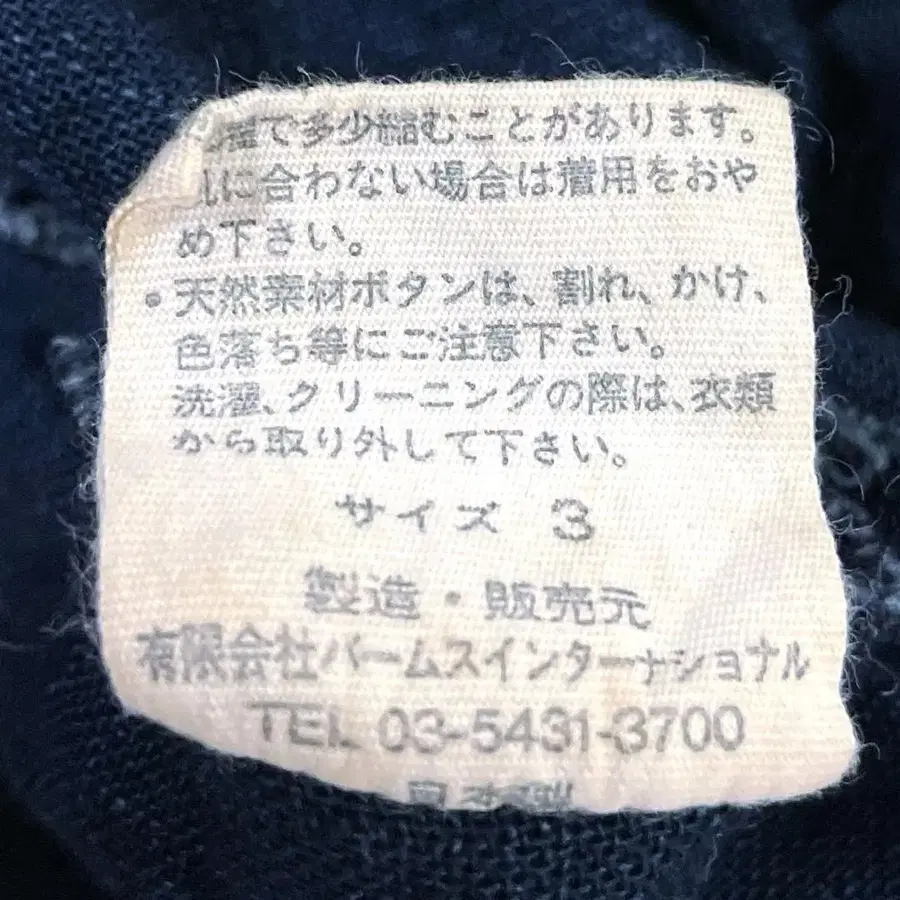 で多少縮むことがあります。
に合わない場合は着用をおや
め下さい。
・天然素材ボタンは、割れ、かけ、
色落ち等にご注意下さい。
洗濯、クリーニングの際は、衣類
から取り外して下さい。
サイズ 3
製造・販売元
有限会社バームスインターナショナル
TEL 03-5431-3700